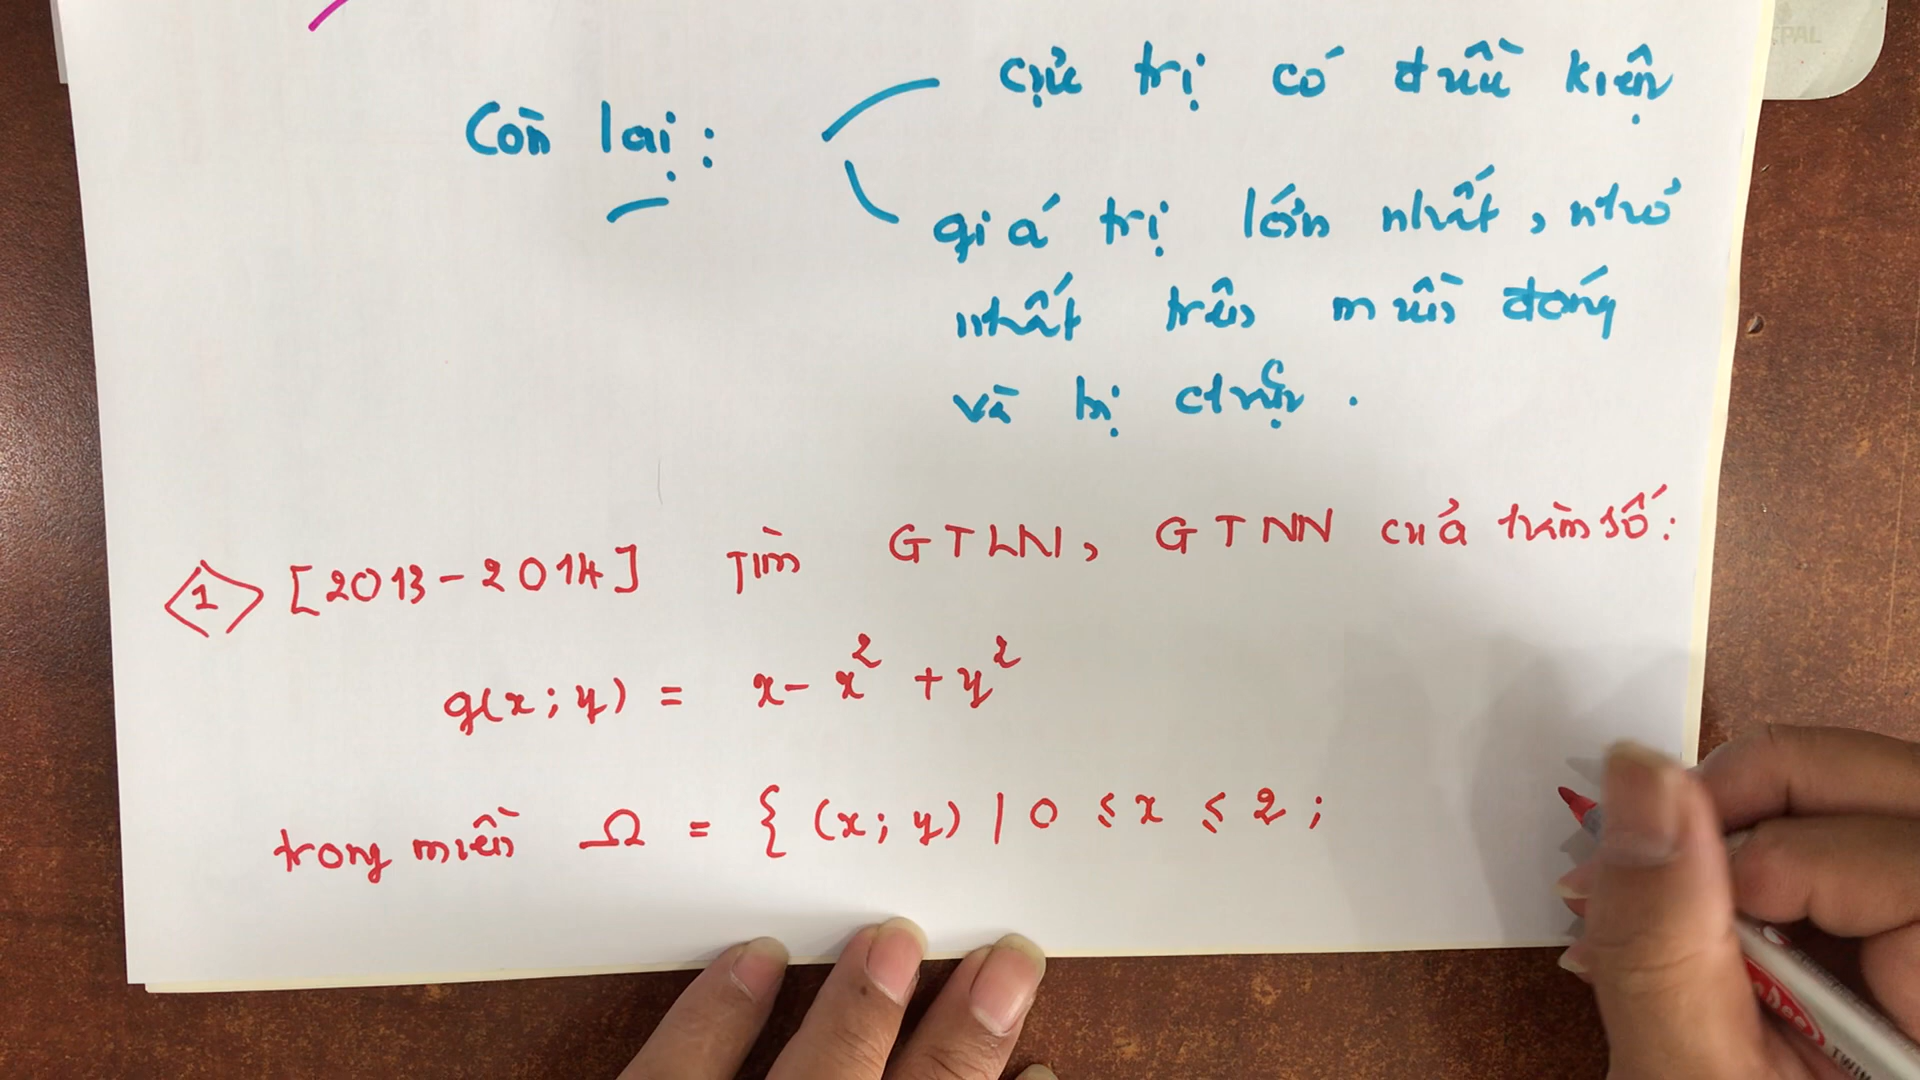 Còn lại:
cực trị có điều kiện
giá trị lớn nhất, nhỏ
nhất trên miền đóng
và bị chặn.
1 [2013-2014] Tìm GTLN, GTNN của hàm số:
g(x; y) = x - x² + y²
trong miền Ω = { (x; y) | 0 ≤ x ≤ 2 ;